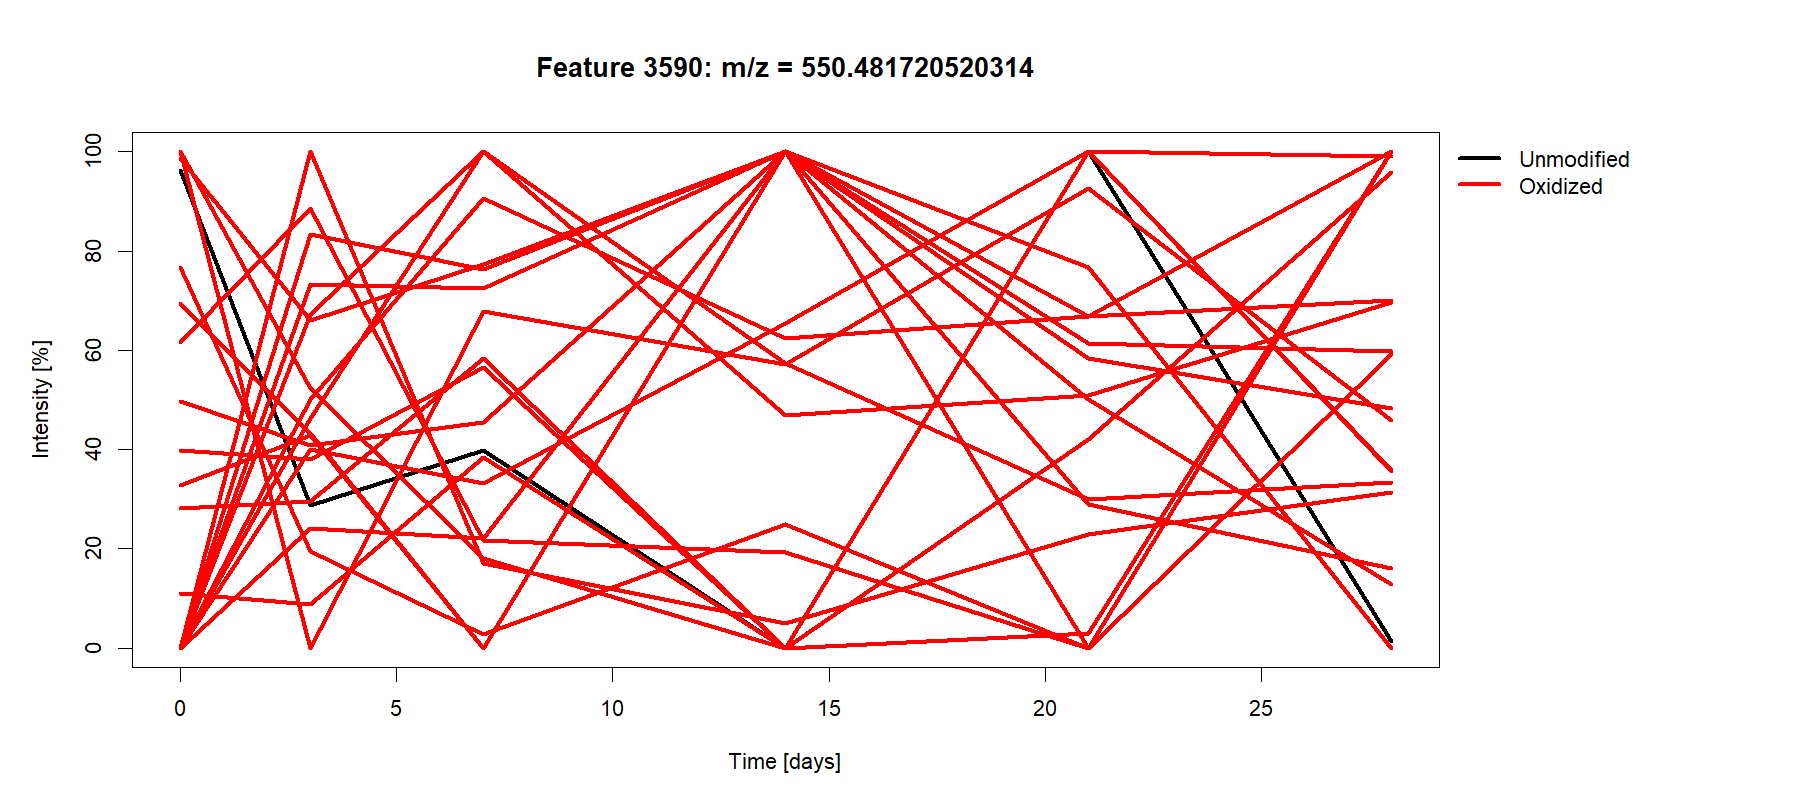 Feature 3590: m/z = 550.481720520314
Unmodified
Oxidized
Intensity [%]
100
80
60
40
20
0
0 5 10 15 20 25
Time [days]